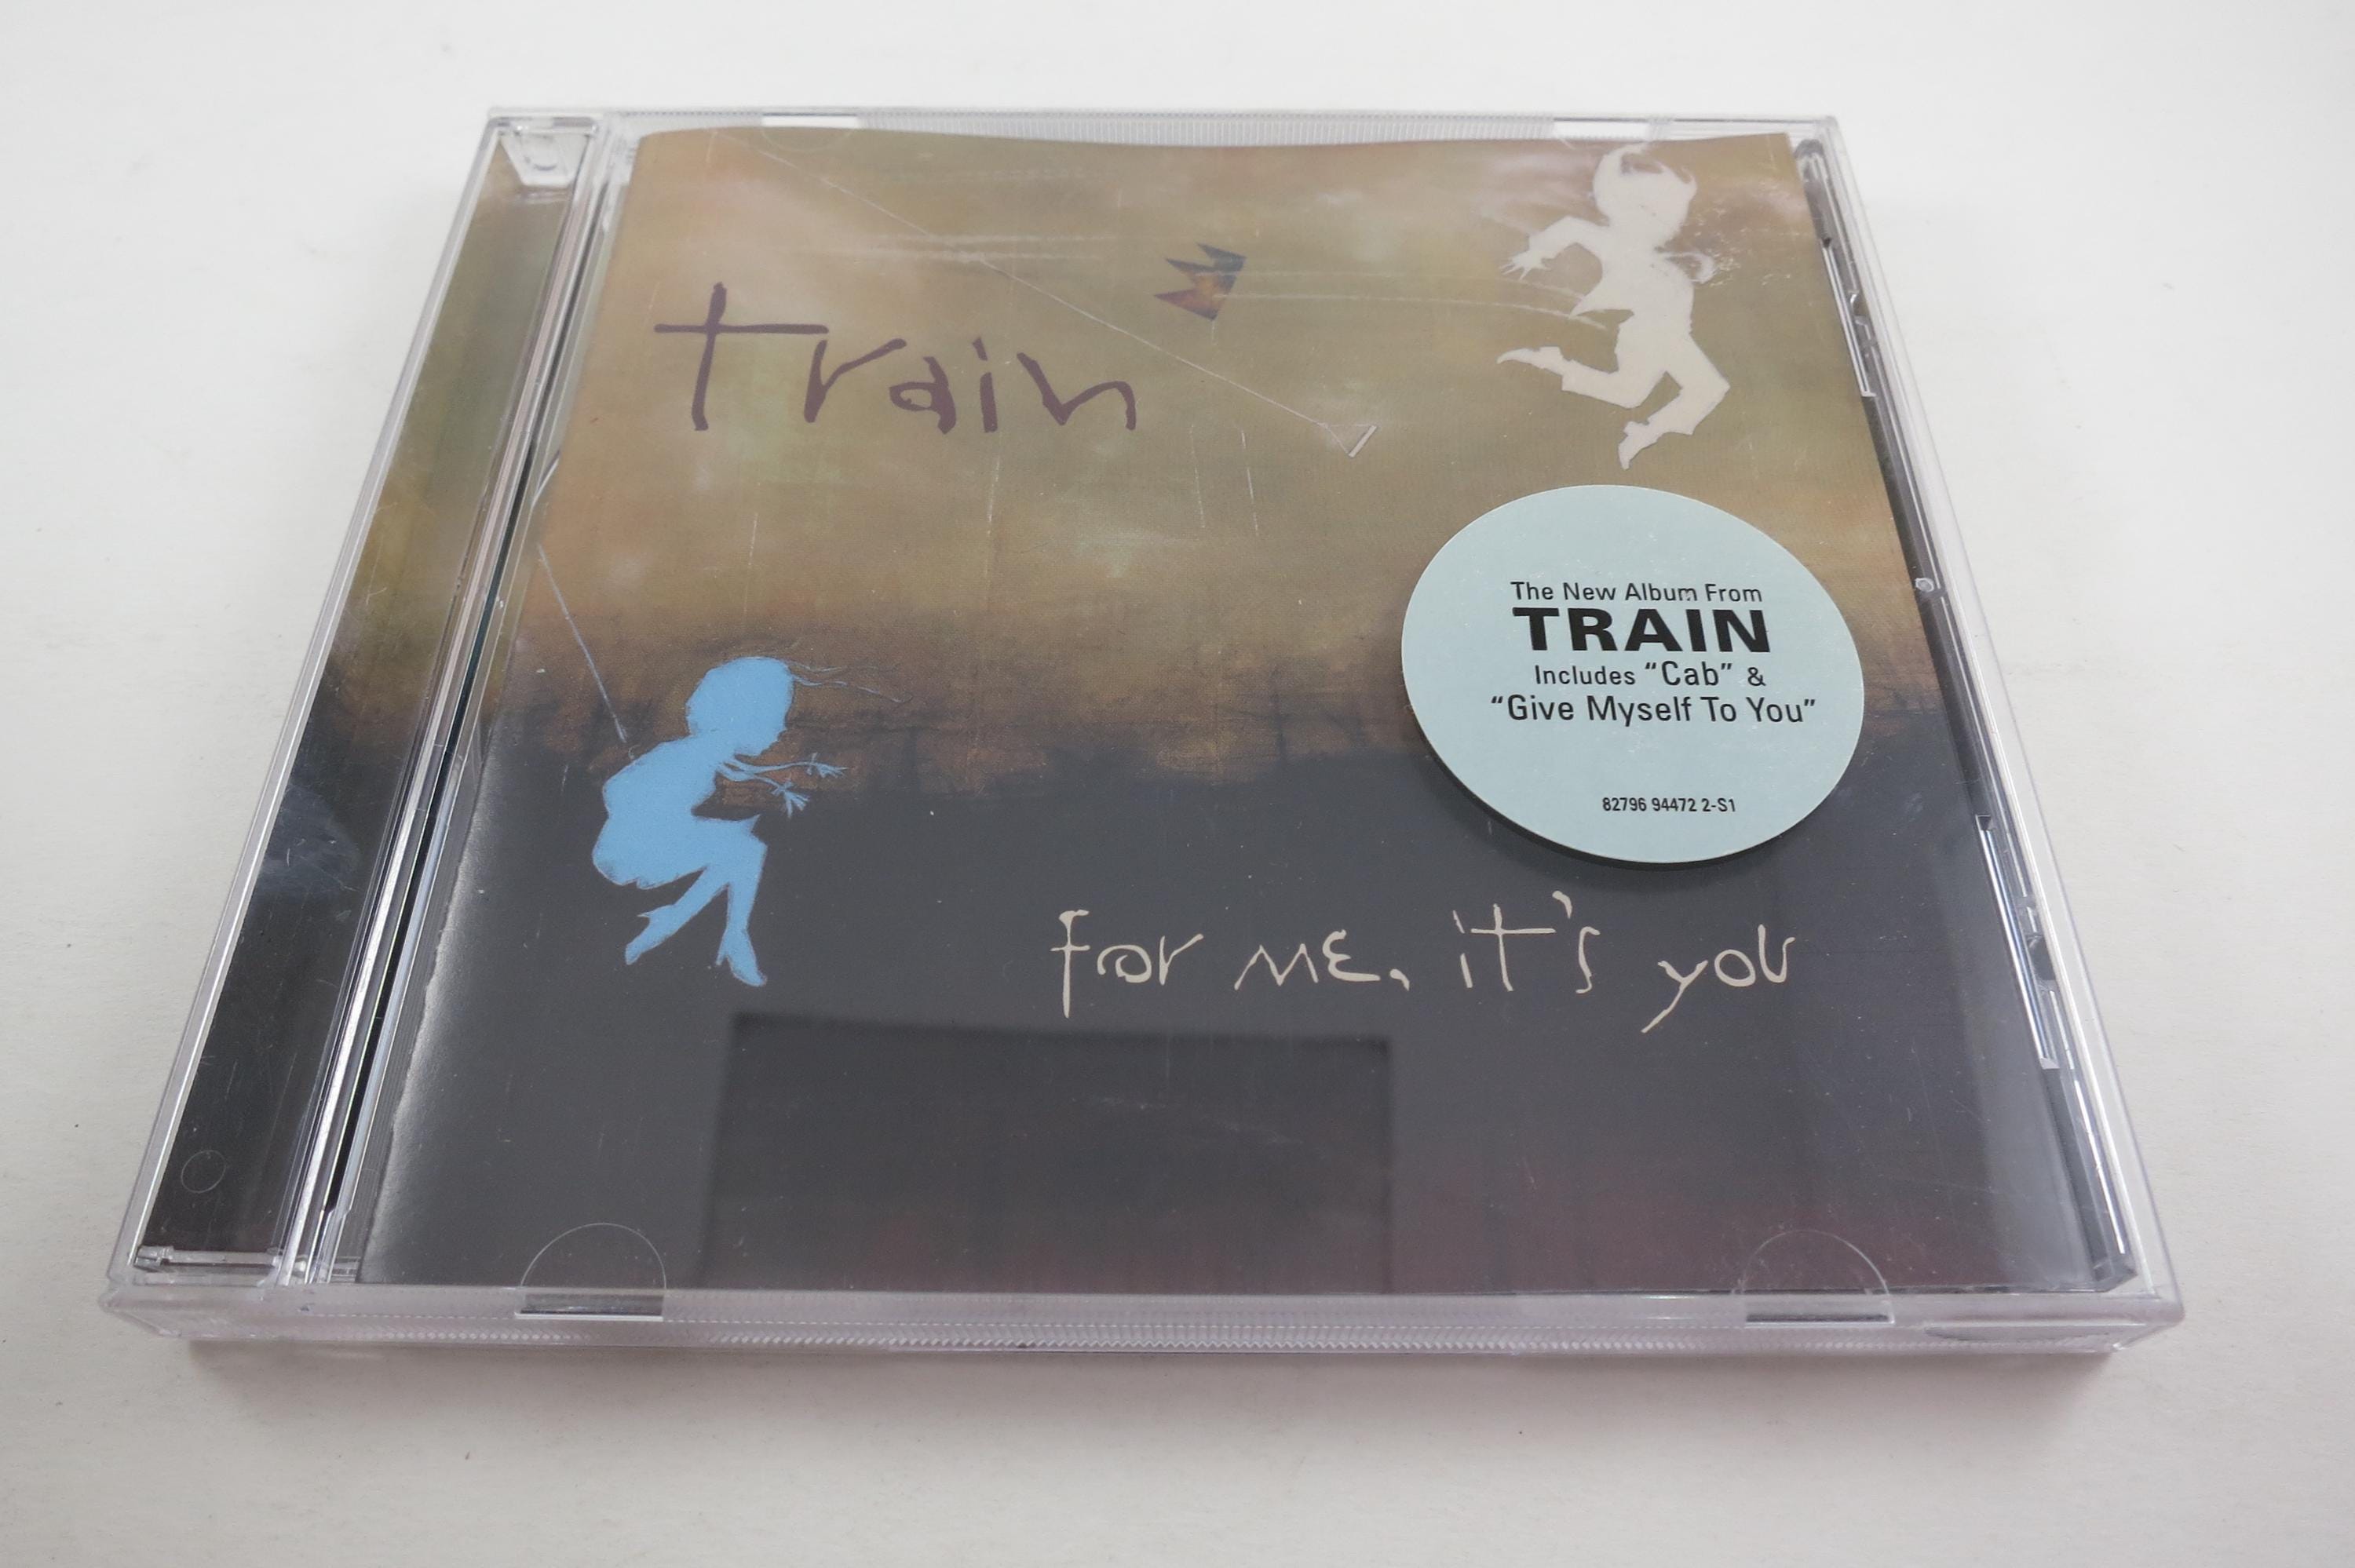 train
The New Album From
TRAIN
Includes “Cab” &
“Give Myself To You”
82796 94472 2-S1
for me, it's you